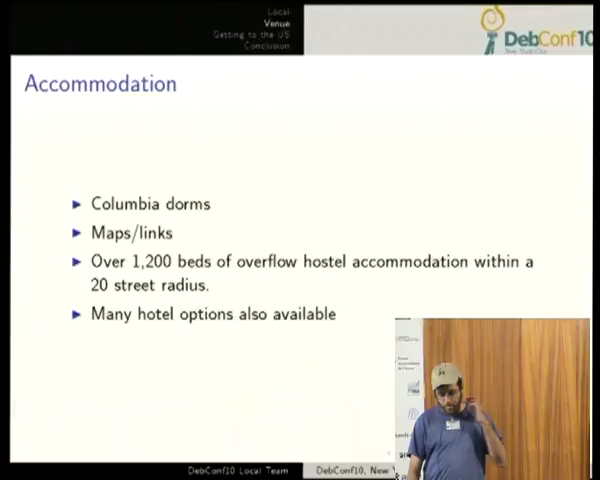 Local
Venue
Getting to the US
Conclusion
DebConf10
New York City
Accommodation
Columbia dorms
Maps/links
Over 1,200 beds of overflow hostel accommodation within a
20 street radius.
Many hotel options also available
DebConf10 Local Team
DebConf10, New